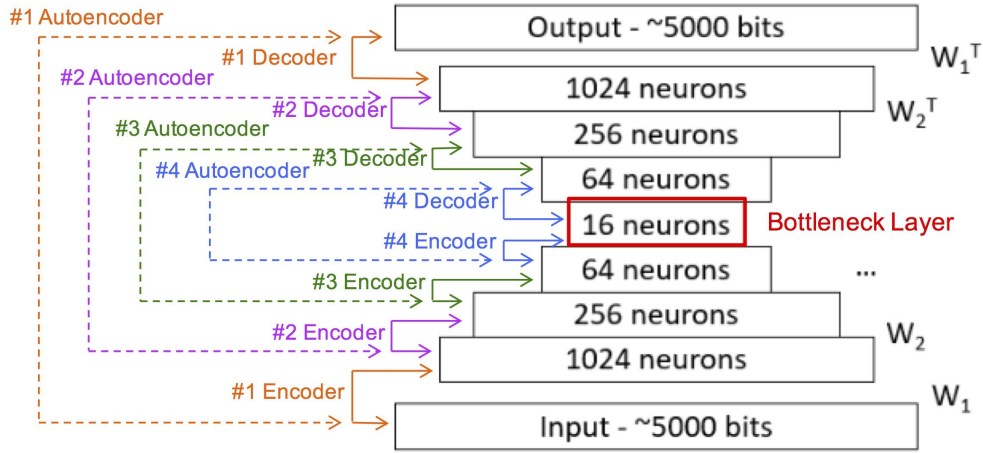 #1 Autoencoder
Output - ~5000 bits
#1 Decoder
W1T
#2 Autoencoder
1024 neurons
#2 Decoder
W2T
#3 Autoencoder
256 neurons
#3 Decoder
#4 Autoencoder
64 neurons
#4 Decoder
16 neurons
Bottleneck Layer
#4 Encoder
64 neurons
...
#3 Encoder
256 neurons
#2 Encoder
W2
1024 neurons
#1 Encoder
W1
Input - ~5000 bits